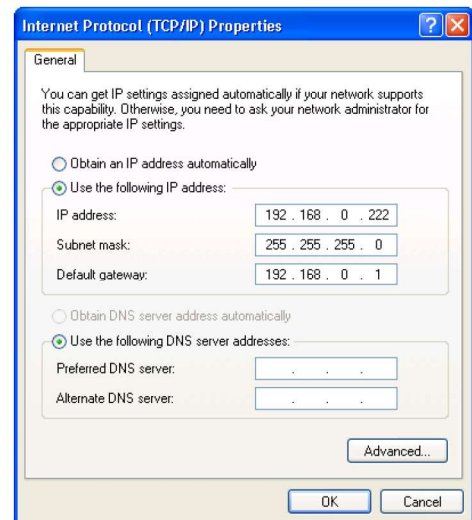 Internet Protocol (TCP/IP) Properties
General
You can get IP settings assigned automatically if your network supports
this capability. Otherwise, you need to ask your network administrator for
the appropriate IP settings.
Obtain an IP address automatically
Use the following IP address:
IP address: 192 . 168 . 0 . 222
Subnet mask: 255 . 255 . 255 . 0
Default gateway: 192 . 168 . 0 . 1
Obtain DNS server address automatically
Use the following DNS server addresses:
Preferred DNS server: . . .
Alternate DNS server: . . .
Advanced...
OK Cancel